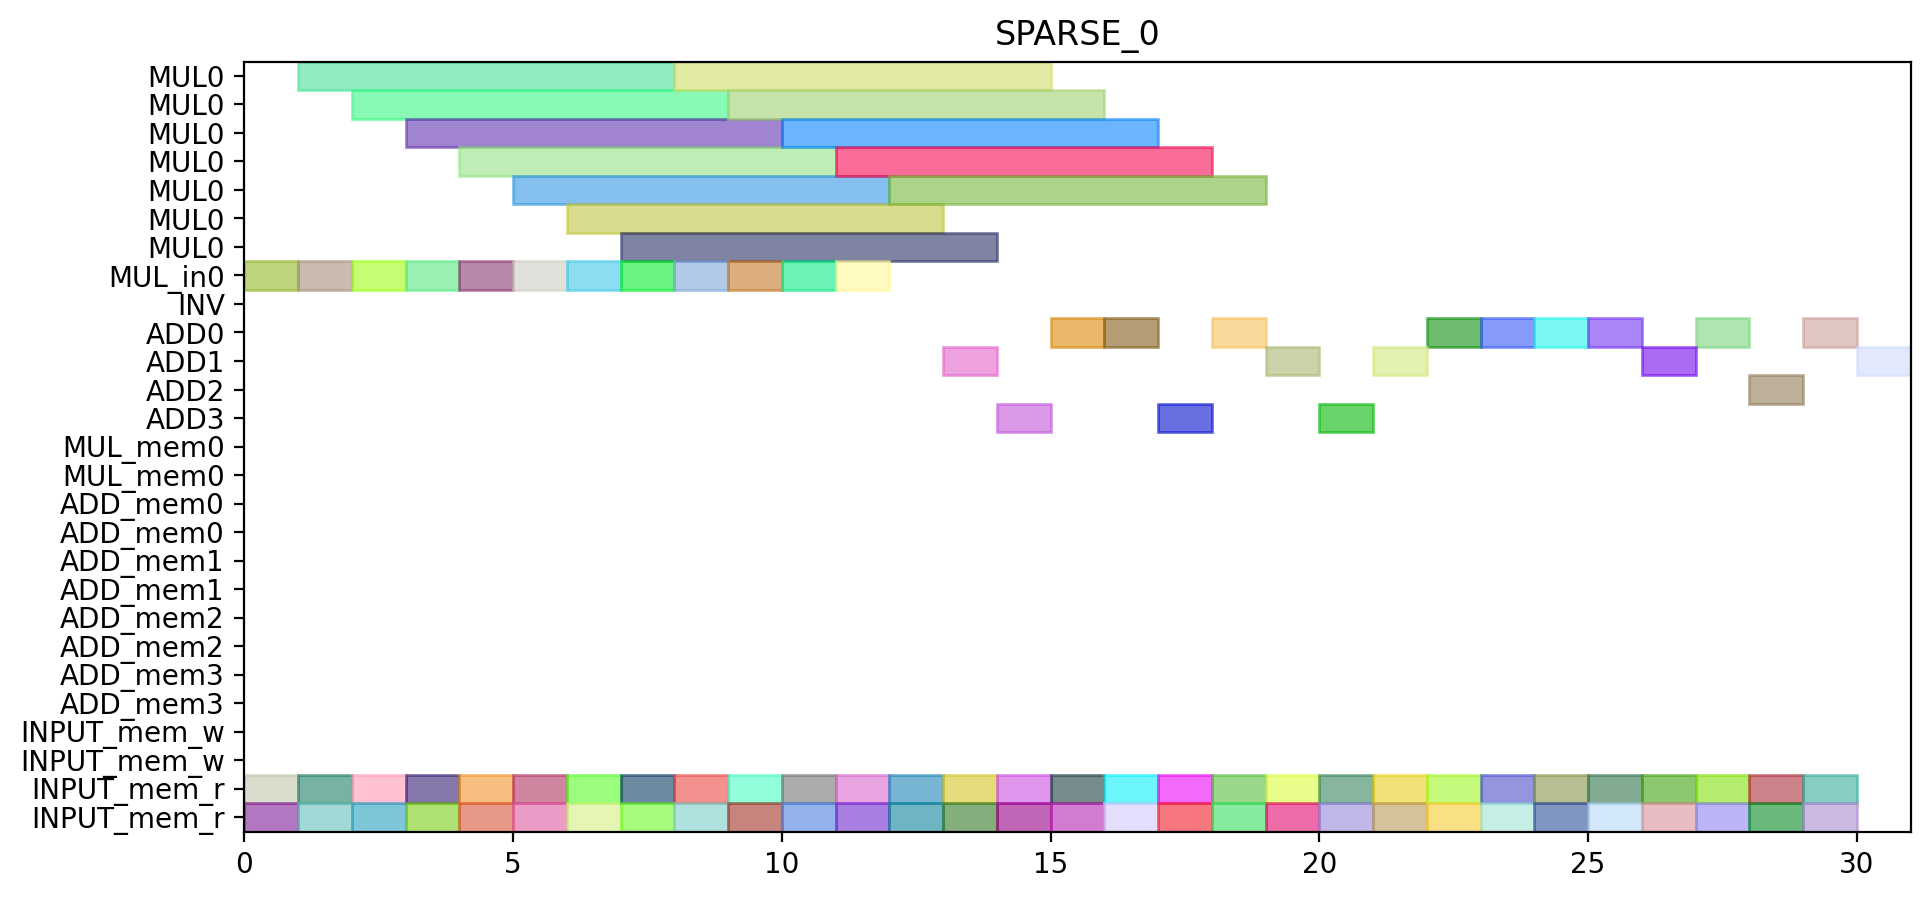 SPARSE_0
MUL0
MUL0
MUL0
MUL0
MUL0
MUL0
MUL0
MUL_in0
INV
ADD0
ADD1
ADD2
ADD3
MUL_mem0
MUL_mem0
ADD_mem0
ADD_mem0
ADD_mem1
ADD_mem1
ADD_mem2
ADD_mem2
ADD_mem3
ADD_mem3
INPUT_mem_w
INPUT_mem_w
INPUT_mem_r
INPUT_mem_r
0 5 10 15 20 25 30